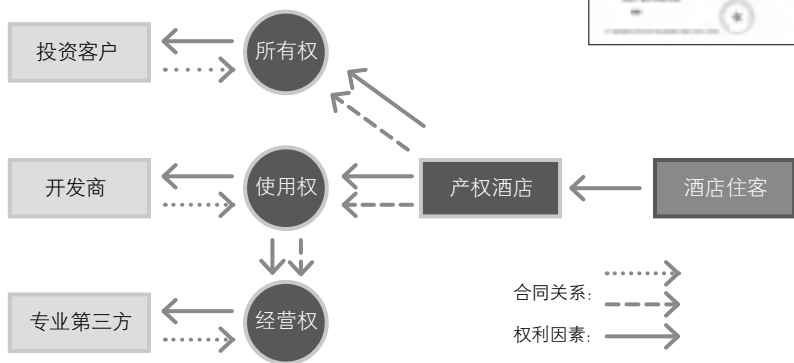 投资客户
所有权
开发商
使用权
产权酒店
酒店住客
专业第三方
经营权
合同关系:
权利因素: